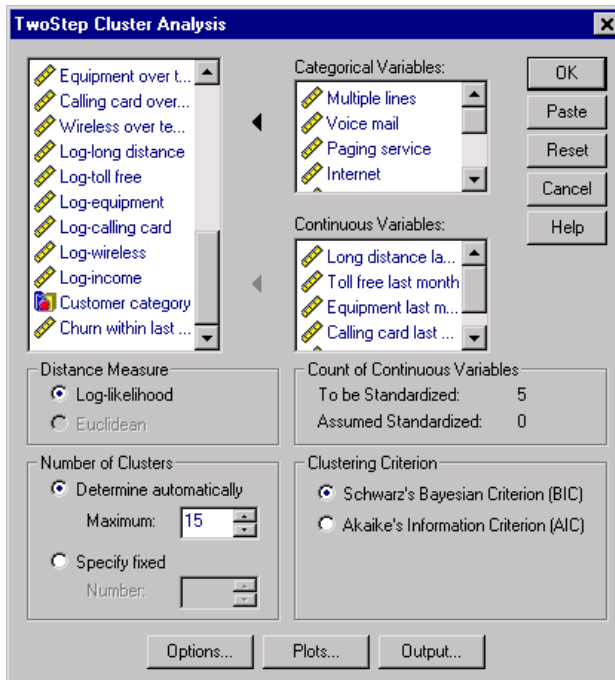 TwoStep Cluster Analysis
Equipment over t...
Calling card over...
Wireless over te...
Log-long distance
Log-toll free
Log-equipment
Log-calling card
Log-wireless
Log-income
Customer category
Churn within last ...
Categorical Variables:
Multiple lines
Voice mail
Paging service
Internet
Continuous Variables:
Long distance la...
Toll free last month
Equipment last m...
Calling card last ...
OK
Paste
Reset
Cancel
Help
Distance Measure
Log-likelihood
Euclidean
Count of Continuous Variables
To be Standardized: 5
Assumed Standardized: 0
Number of Clusters
Determine automatically
Maximum: 15
Specify fixed
Number:
Clustering Criterion
Schwarz's Bayesian Criterion (BIC)
Akaike's Information Criterion (AIC)
Options...
Plots...
Output...